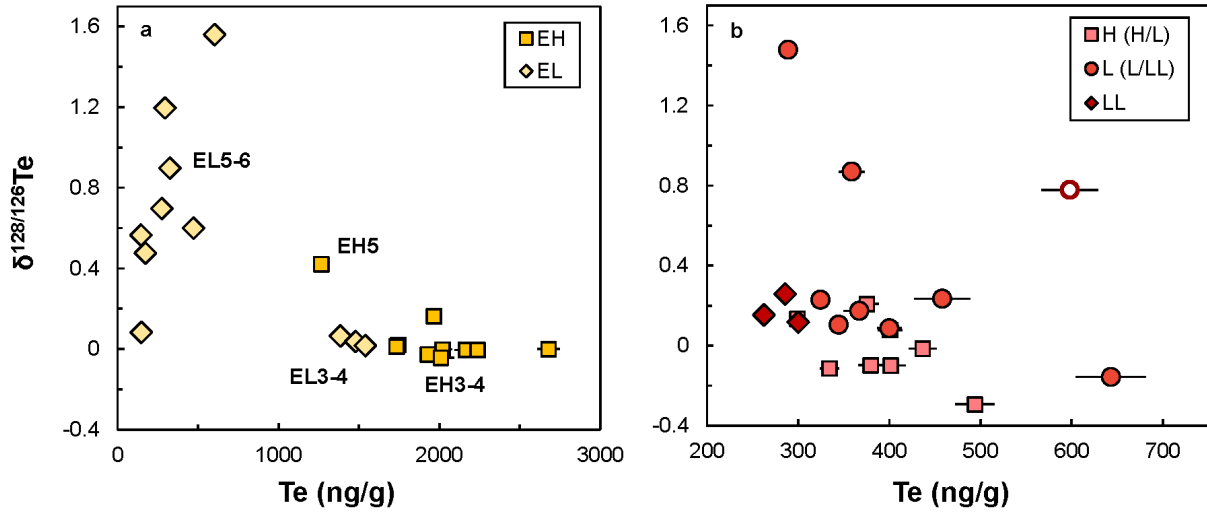 a
EH
EL
EL5-6
EH5
EL3-4
EH3-4
1.6
1.2
0.8
0.4
0
-0.4
0
1000
2000
3000
Te (ng/g)
δ128/126Te
b
H (H/L)
L (L/LL)
LL
1.6
1.2
0.8
0.4
0
-0.4
200
300
400
500
600
700
Te (ng/g)